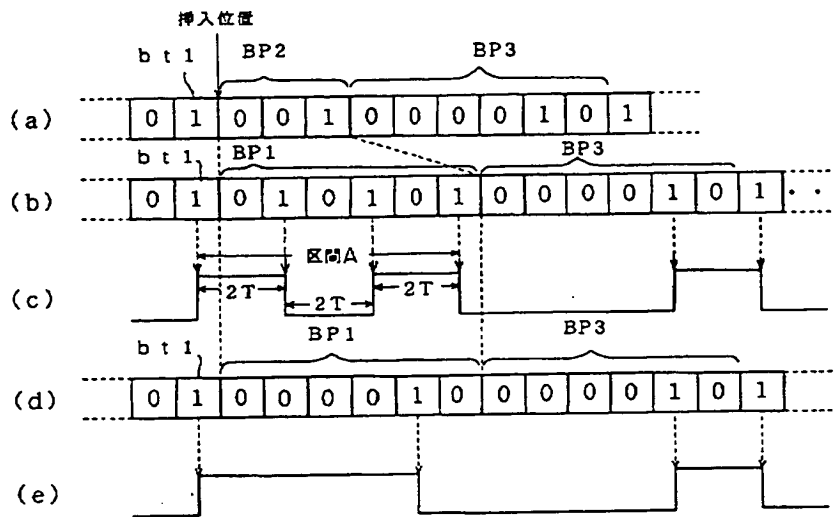 挿入位置
bt1 BP2 BP3
(a) 0 1 0 0 1 0 0 0 0 1 0 1
bt1 BP1 BP3
(b) 0 1 0 1 0 1 0 1 0 0 0 0 1 0 1 ・・
区間A
(c) 2T 2T 2T
BP1 BP3
bt1
(d) 0 1 0 0 0 0 1 0 0 0 0 0 1 0 1
(e)